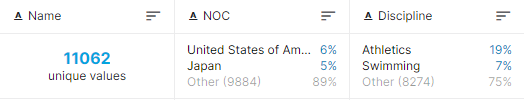 A Name
A NOC
A Discipline
11062
unique values
United States of Am... 6%
Japan 5%
Other (9884) 89%
Athletics 19%
Swimming 7%
Other (8274) 75%